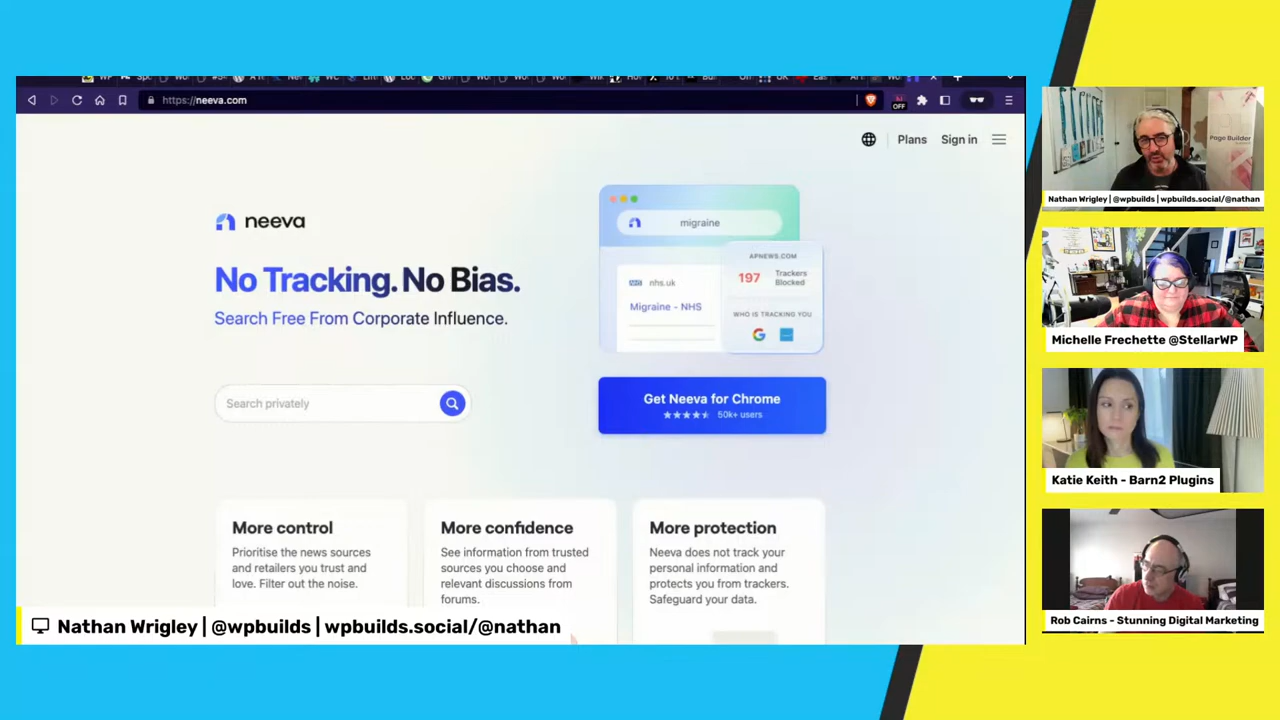 https://neeva.com
OFF
Plans
Sign in
neeva
No Tracking. No Bias.
Search Free From Corporate Influence.
Search privately
migraine
nhs.uk
Migraine - NHS
APNEWS.COM
197
Trackers
Blocked
WHO IS TRACKING YOU
Get Neeva for Chrome
50k+ users
More control
Prioritise the news sources
and retailers you trust and
love. Filter out the noise.
More confidence
See information from trusted
sources you choose and
relevant discussions from
forums.
More protection
Neeva does not track your
personal information and
protects you from trackers.
Safeguard your data.
Nathan Wrigley | @wpbuilds | wpbuilds.social/@nathan
Page Builder
Nathan Wrigley | @wpbuilds | wpbuilds.social/@nathan
Michelle Frechette @StellarWP
Katie Keith - Barn2 Plugins
Rob Cairns - Stunning Digital Marketing